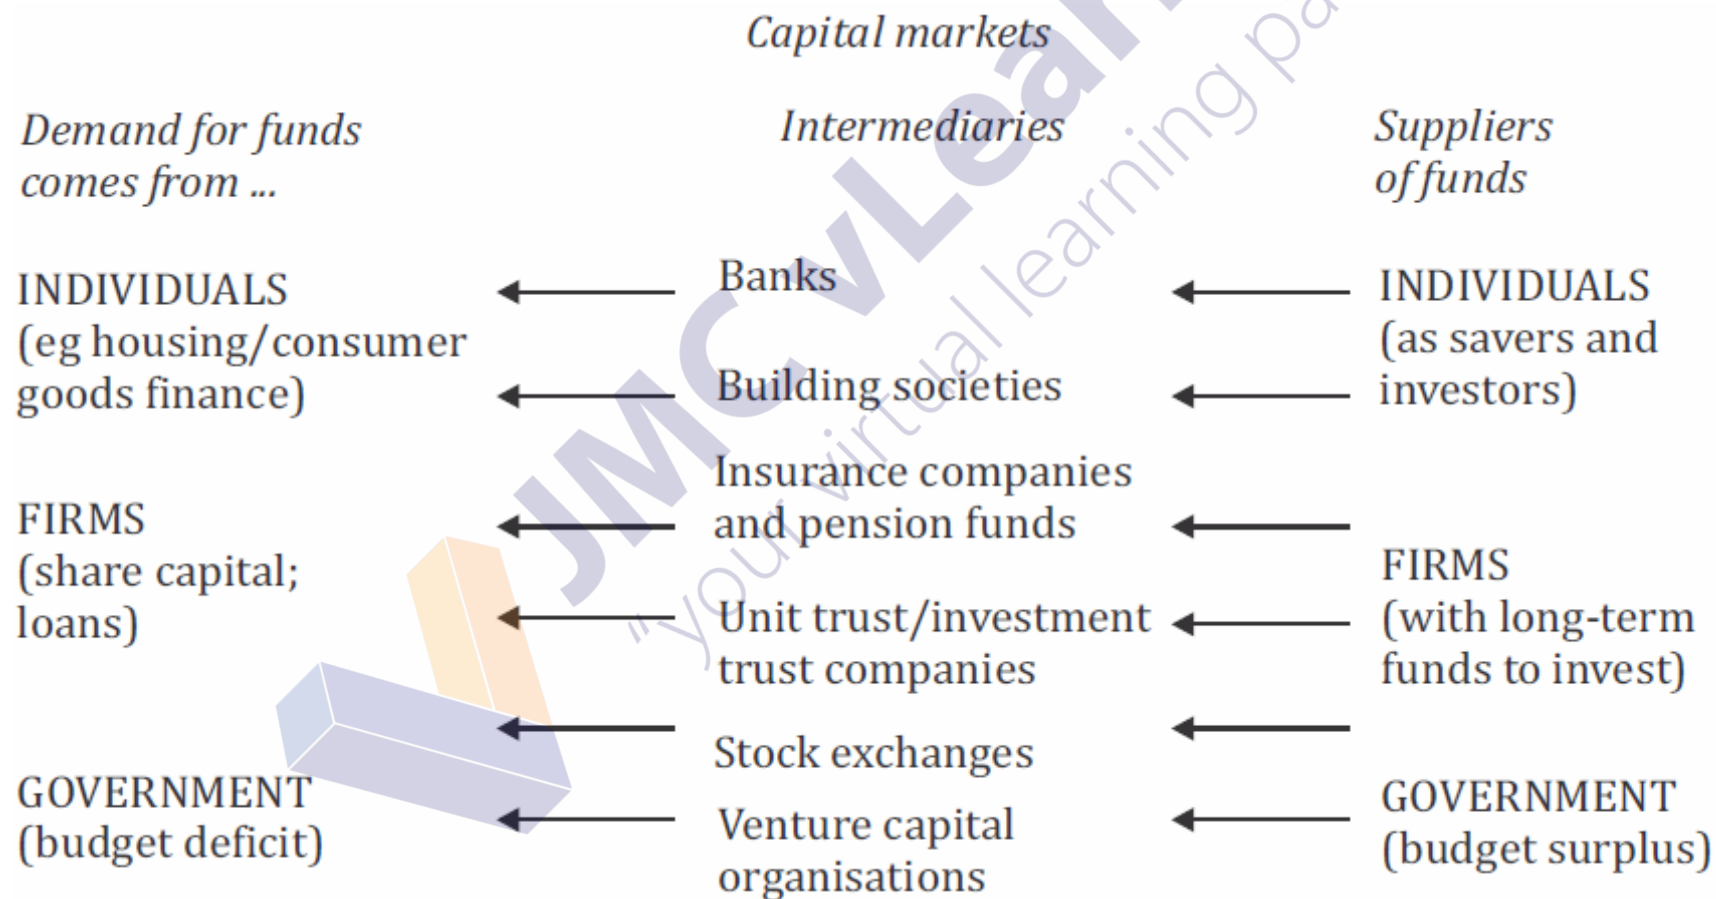 Capital markets
Demand for funds
comes from ...
Intermediaries
Suppliers
of funds
INDIVIDUALS
(eg housing/consumer
goods finance)
Banks
Building societies
INDIVIDUALS
(as savers and
investors)
FIRMS
(share capital;
loans)
Insurance companies
and pension funds
Unit trust/investment
trust companies
FIRMS
(with long-term
funds to invest)
GOVERNMENT
(budget deficit)
Stock exchanges
Venture capital
organisations
GOVERNMENT
(budget surplus)
JMC vLear
"your virtual learning pa